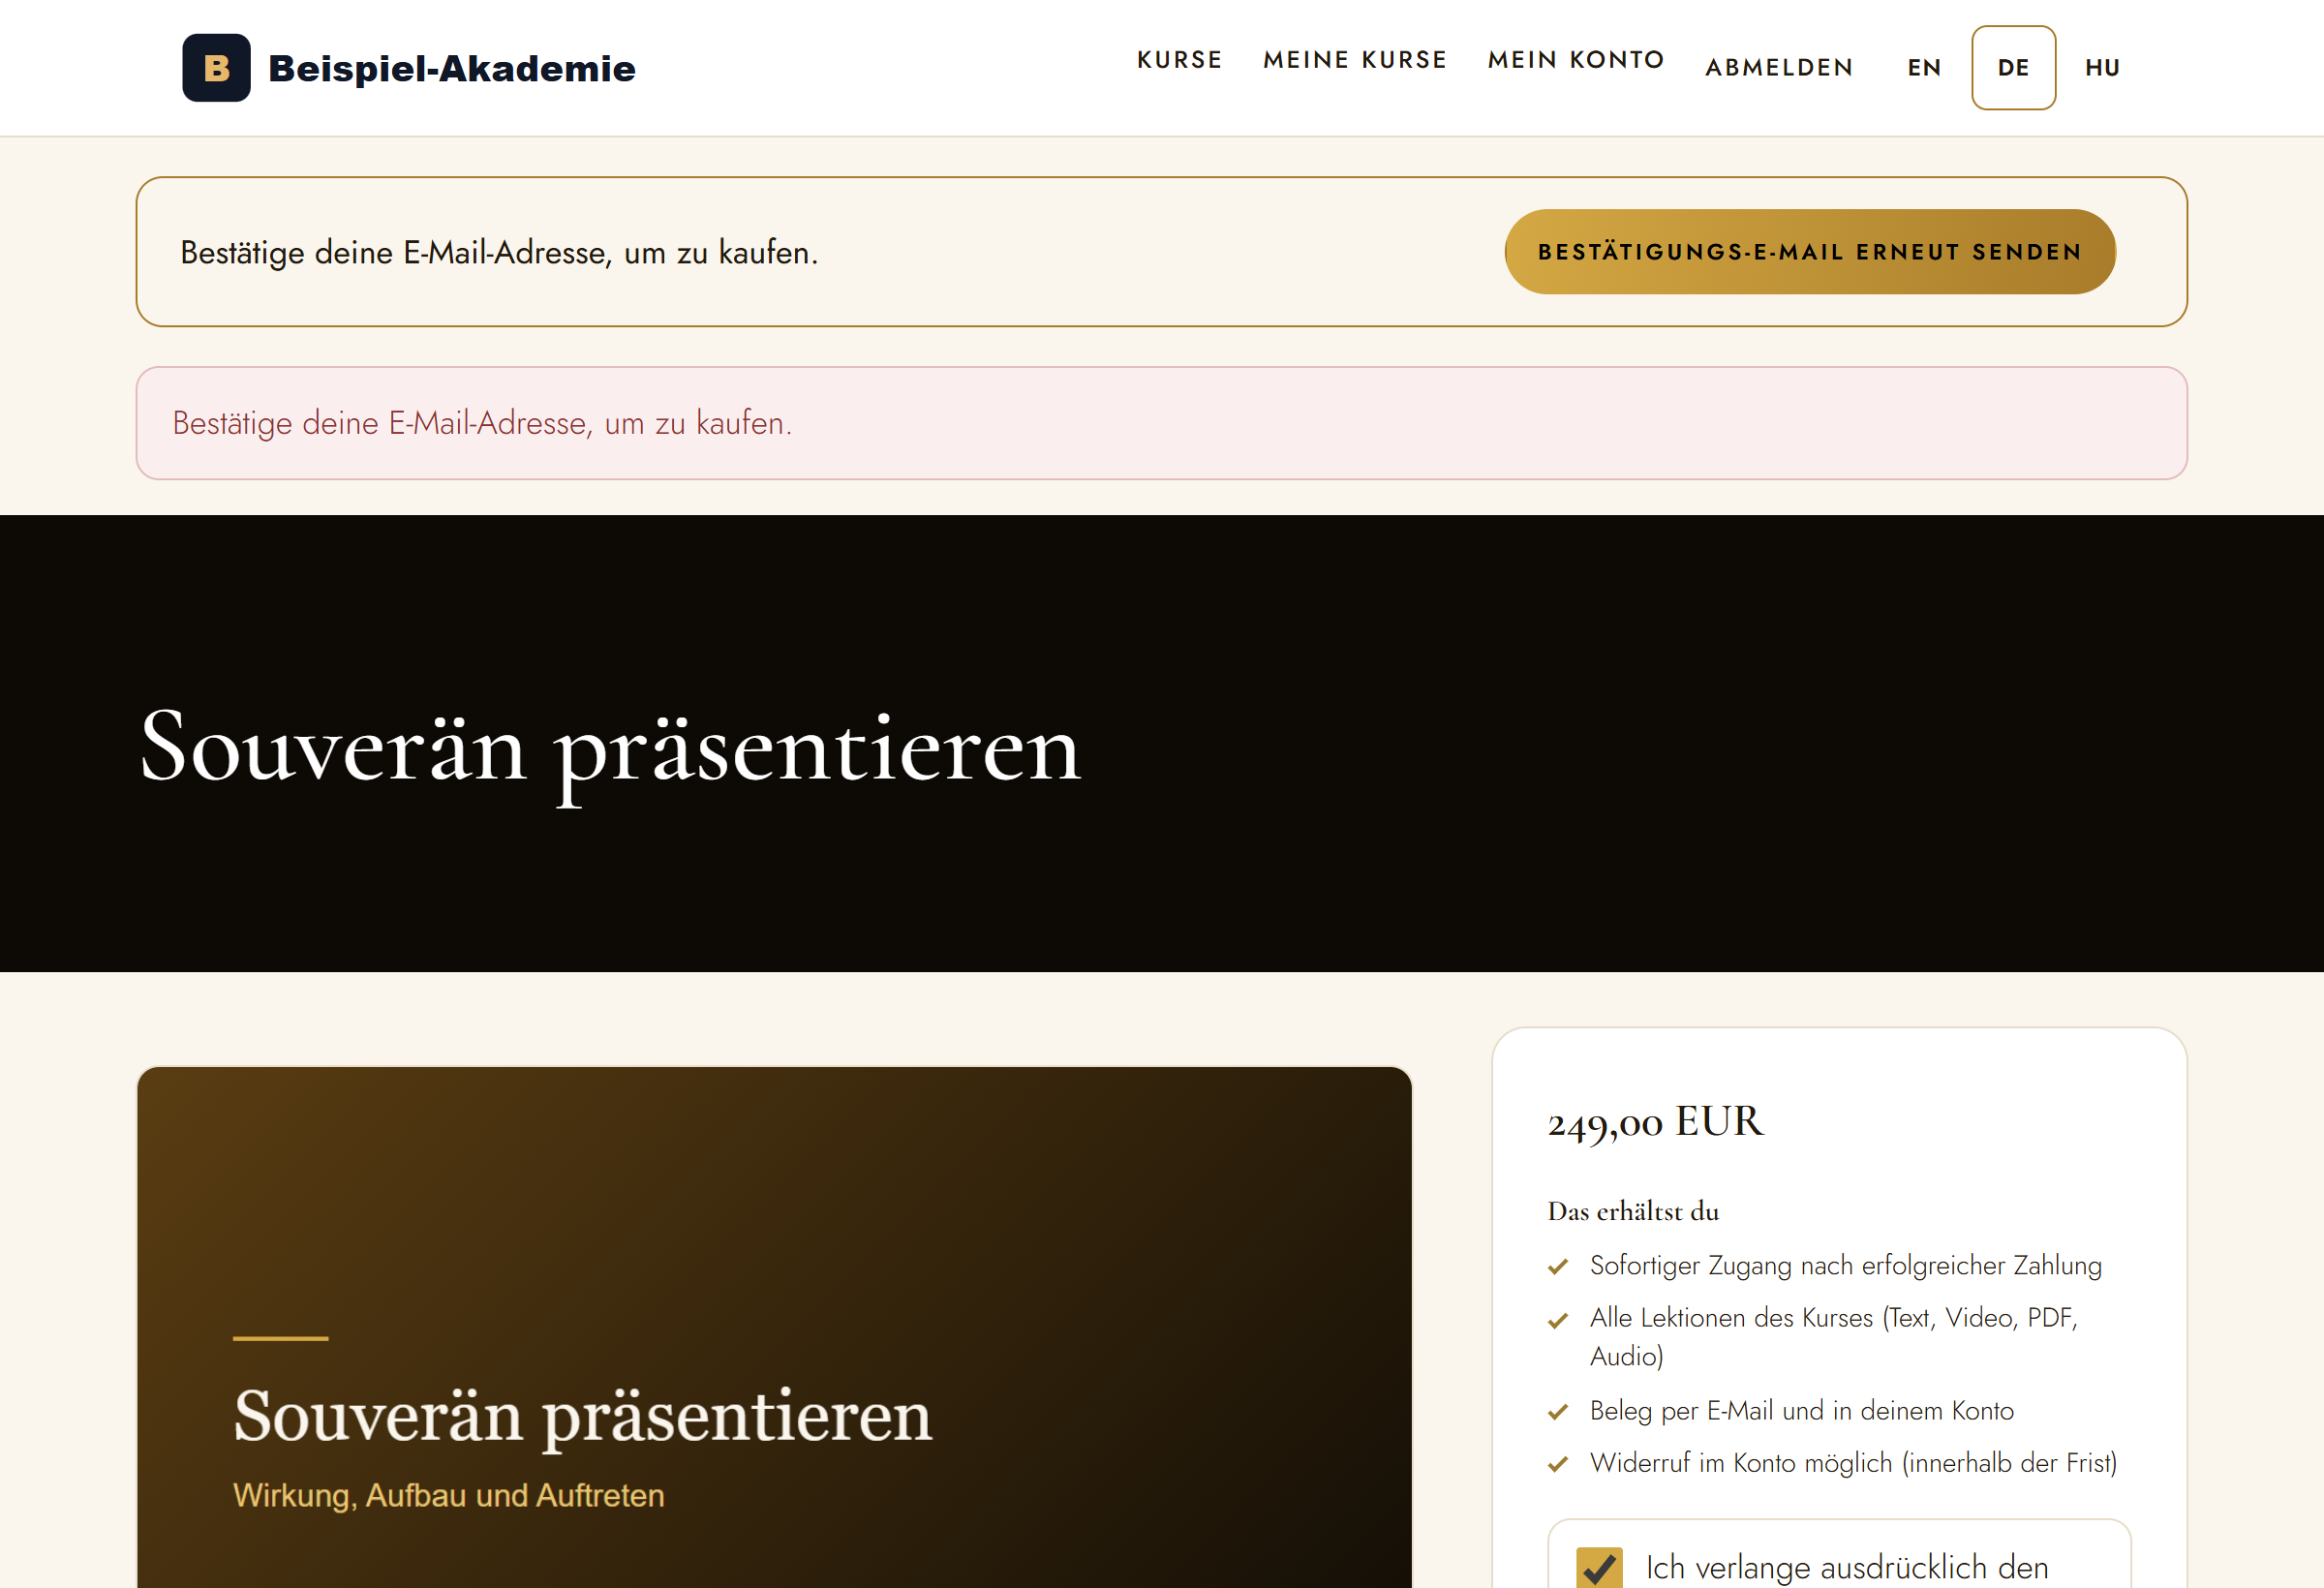 B Beispiel-Akademie
KURSE MEINE KURSE MEIN KONTO ABMELDEN EN DE HU
Bestätige deine E-Mail-Adresse, um zu kaufen.
BESTÄTIGUNGS-E-MAIL ERNEUT SENDEN
Bestätige deine E-Mail-Adresse, um zu kaufen.
Souverän präsentieren
Souverän präsentieren
Wirkung, Aufbau und Auftreten
249,00 EUR
Das erhältst du
Sofortiger Zugang nach erfolgreicher Zahlung
Alle Lektionen des Kurses (Text, Video, PDF,
Audio)
Beleg per E-Mail und in deinem Konto
Widerruf im Konto möglich (innerhalb der Frist)
Ich verlange ausdrücklich den